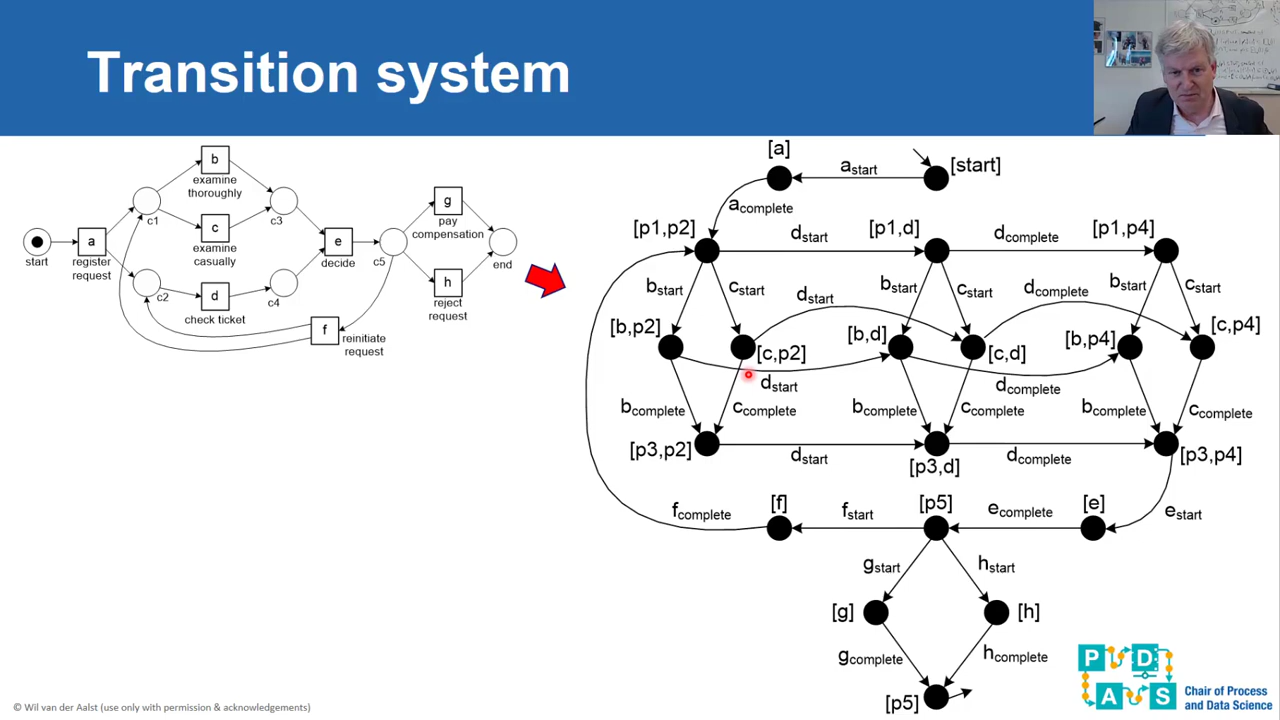 Transition system
b
examine
thoroughly
c1
c
examine
casually
c3
start
a
register
request
c2
d
check ticket
c4
e
decide
c5
g
pay
compensation
h
reject
request
end
f
reinitiate
request
[a]
astart
[start]
acomplete
[p1,p2]
dstart
[p1,d]
dcomplete
[p1,p4]
bstart
cstart
dstart
bstart
cstart
dcomplete
bstart
cstart
[b,p2]
[c,p2]
[b,d]
[c,d]
[b,p4]
[c,p4]
dstart
dcomplete
bcomplete
ccomplete
bcomplete
ccomplete
bcomplete
ccomplete
[p3,p2]
dstart
[p3,d]
dcomplete
[p3,p4]
fcomplete
[f]
fstart
[p5]
ecomplete
[e]
estart
gstart
hstart
[g]
[h]
gcomplete
hcomplete
[p5]
P D
A S
Chair of Process
and Data Science
© Wil van der Aalst (use only with permission & acknowledgements)